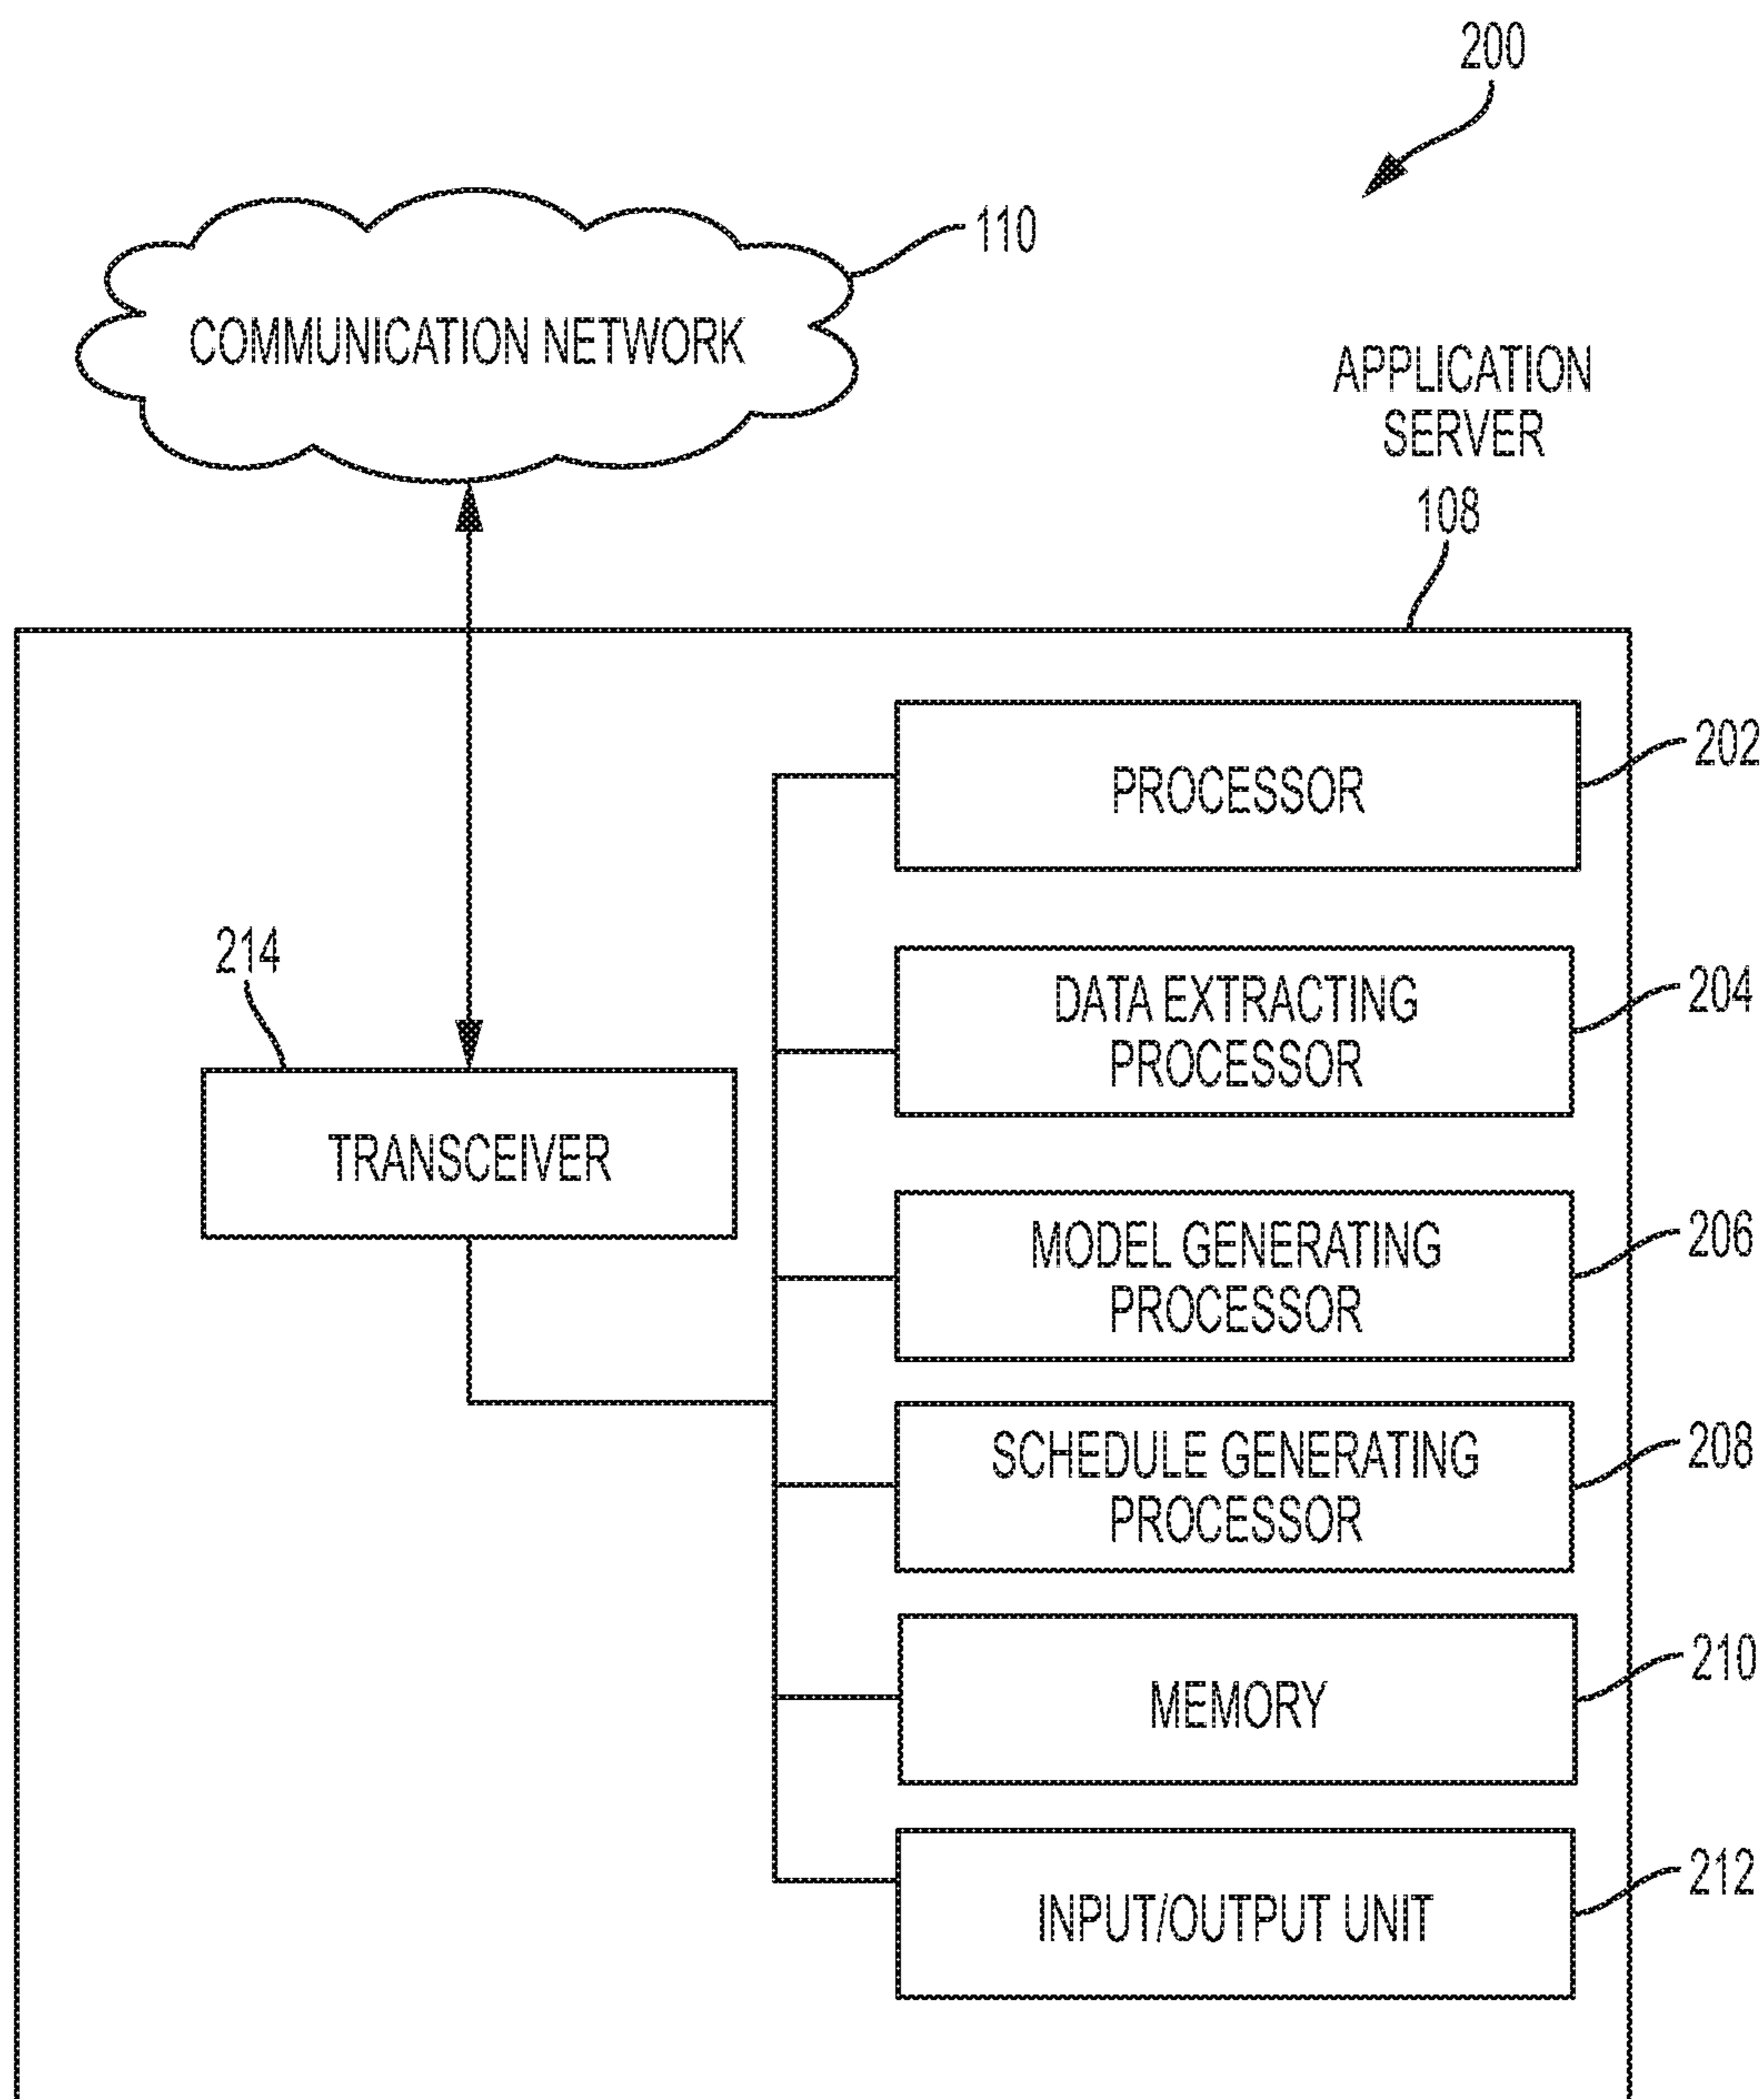 200
110
COMMUNICATION NETWORK
APPLICATION
SERVER
108
PROCESSOR
202
DATA EXTRACTING
PROCESSOR
204
214
TRANSCEIVER
MODEL GENERATING
PROCESSOR
206
SCHEDULE GENERATING
PROCESSOR
208
MEMORY
210
INPUT/OUTPUT UNIT
212